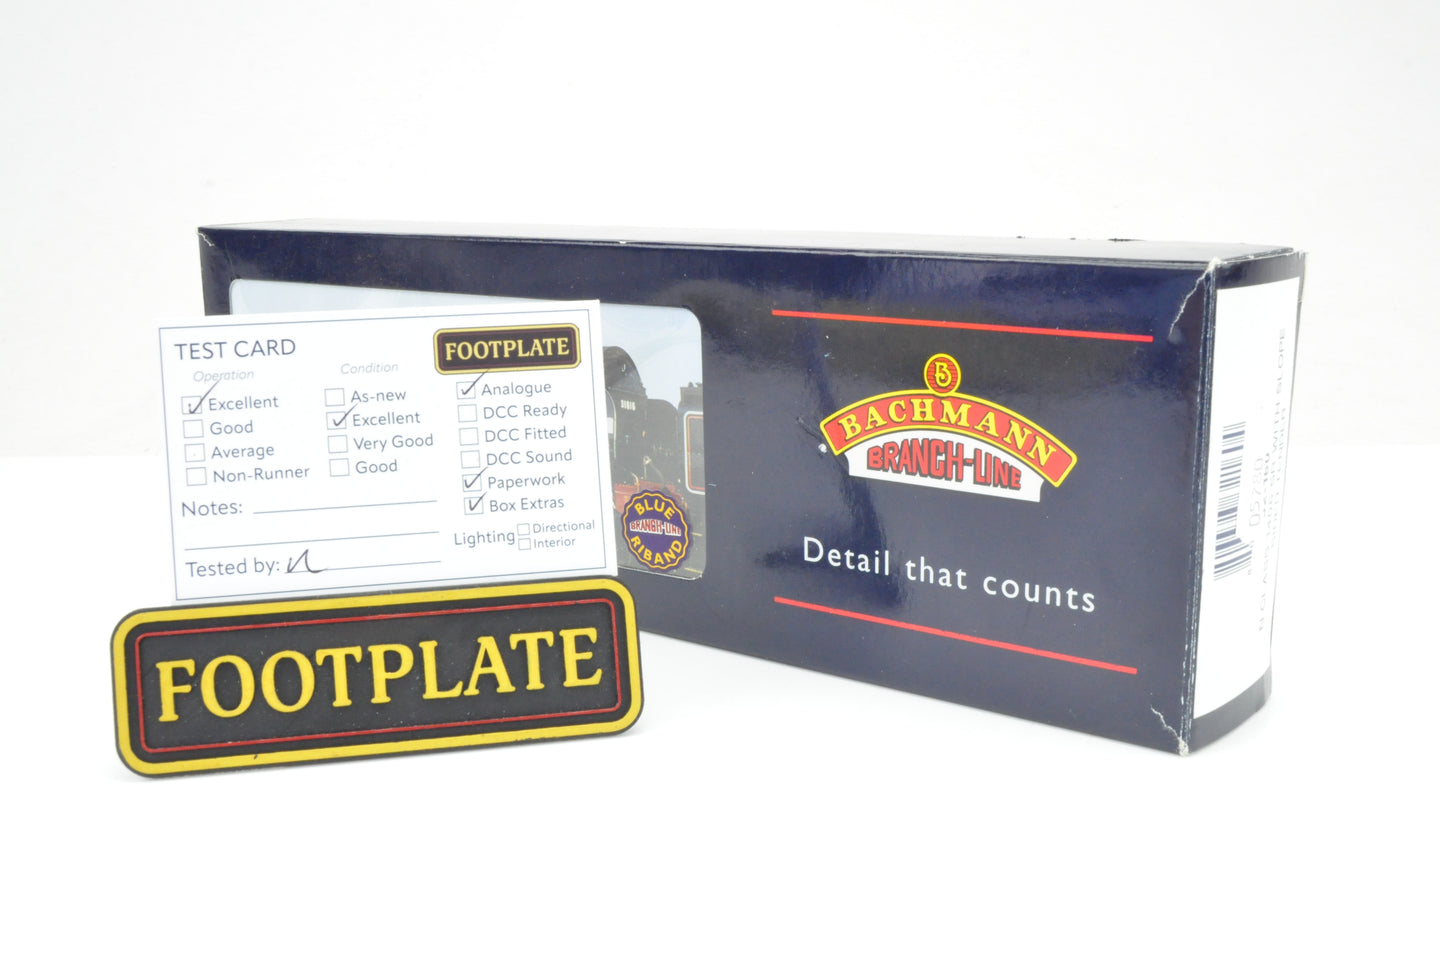 TEST CARD
FOOTPLATE
Operation
Excellent
Good
Average
Non-Runner
Condition
As-new
Excellent
Very Good
Good
Analogue
DCC Ready
DCC Fitted
DCC Sound
Paperwork
Box Extras
Lighting
Directional
Interior
Notes:
Tested by:
FOOTPLATE
BLUE
BRANCH-LINE
RIBAND
BACHMANN
BRANCH-LINE
Detail that counts
WITH SLOPE